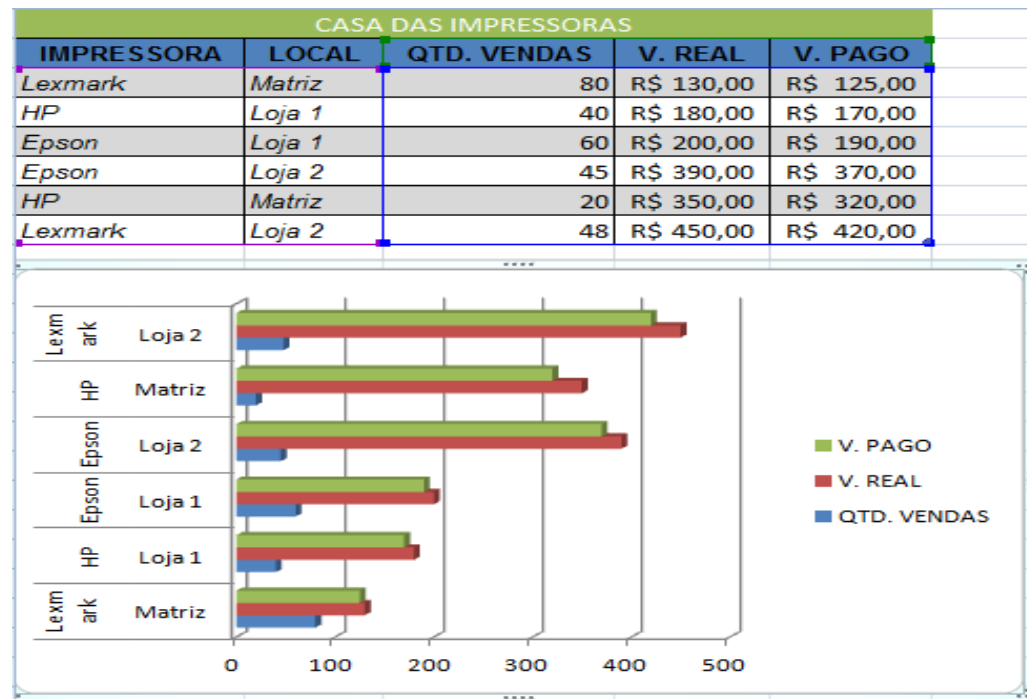 CASA DAS IMPRESSORAS
IMPRESSORA LOCAL QTD. VENDAS V. REAL V. PAGO
Lexmark Matriz 80 R$ 130,00 R$ 125,00
HP Loja 1 40 R$ 180,00 R$ 170,00
Epson Loja 1 60 R$ 200,00 R$ 190,00
Epson Loja 2 45 R$ 390,00 R$ 370,00
HP Matriz 20 R$ 350,00 R$ 320,00
Lexmark Loja 2 48 R$ 450,00 R$ 420,00
Lexm
ark Loja 2
HP Matriz
Epson Loja 2
Epson Loja 1
HP Loja 1
Lexm
ark Matriz
0 100 200 300 400 500
V. PAGO
V. REAL
QTD. VENDAS